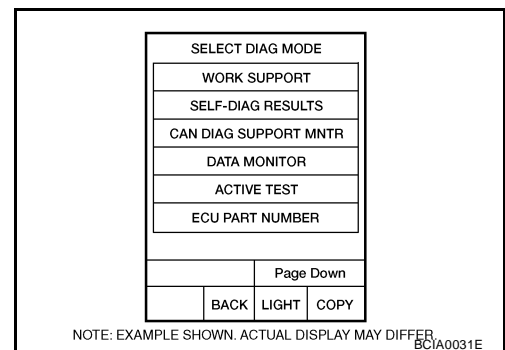 SELECT DIAG MODE
WORK SUPPORT
SELF-DIAG RESULTS
CAN DIAG SUPPORT MNTR
DATA MONITOR
ACTIVE TEST
ECU PART NUMBER
Page Down
BACK LIGHT COPY
NOTE: EXAMPLE SHOWN. ACTUAL DISPLAY MAY DIFFER.
BCIA0031E